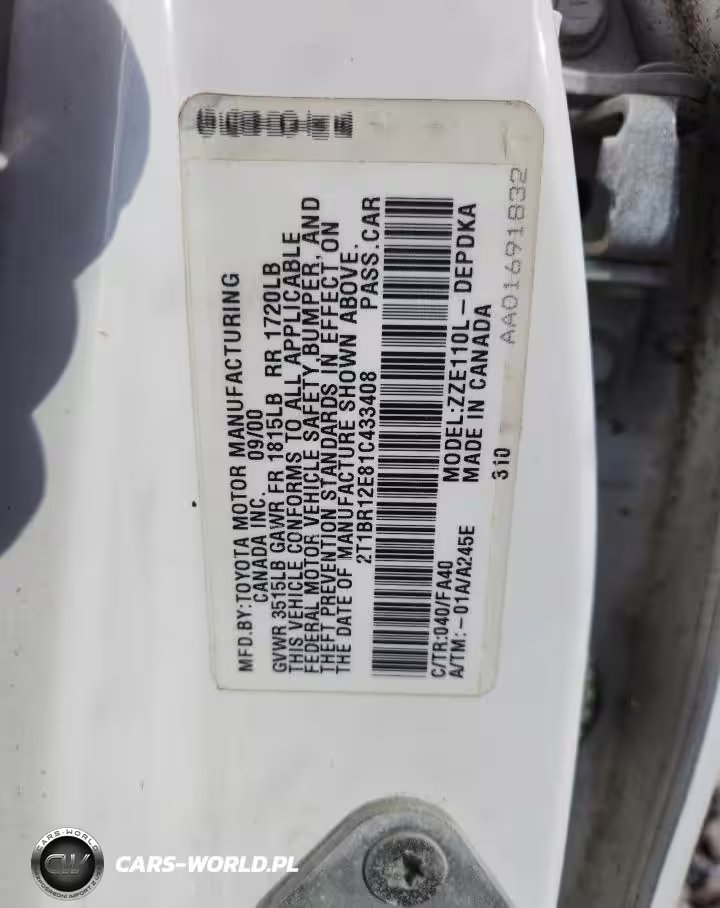 MFD.BY:TOYOTA MOTOR MANUFACTURING
CANADA INC. 09/00
GVWR 3515LB GAWR FR 1815LB RR 1720LB
THIS VEHICLE CONFORMS TO ALL APPLICABLE
FEDERAL MOTOR VEHICLE SAFETY,BUMPER, AND
THEFT PREVENTION STANDARDS IN EFFECT ON
THE DATE OF MANUFACTURE SHOWN ABOVE.
2T1BR12E81C433408 PASS.CAR
C/TR:040/FA40 MODEL:ZZE110L-DEPDKA
A/TM:-01A/A245E MADE IN CANADA
310
AA01691832
CARS-WORLD
CW
CARS-WORLD.PL